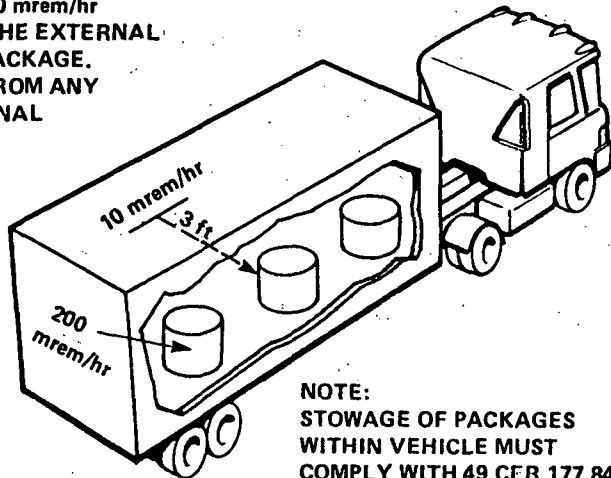 0 mrem/hr
HE EXTERNAL
ACKAGE.
ROM ANY
NAL
10 mrem/hr
3 ft
200
mrem/hr
NOTE:
STOWAGE OF PACKAGES
WITHIN VEHICLE MUST
COMPLY WITH 49 CFR 177.84